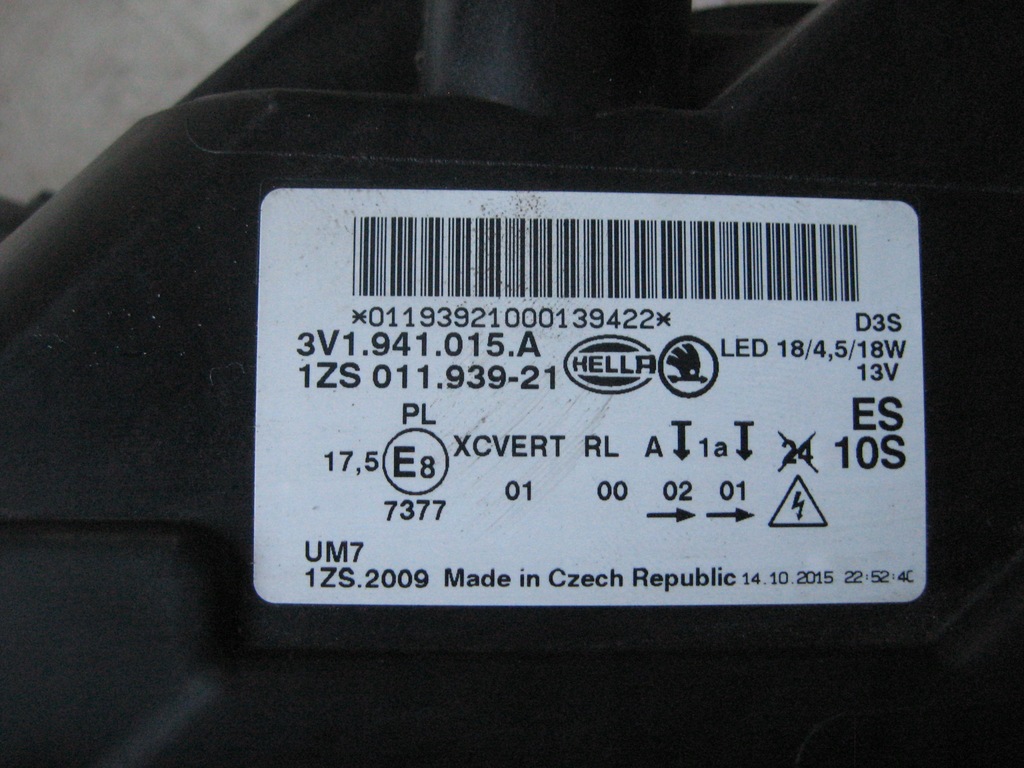 *01193921000139422*
D3S
3V1.941.015.A
HELLA
LED 18/4,5/18W
1ZS 011.939-21
13V
PL
ES
17,5 E8 XCVERT RL A 1a 24 10S
01 00 02 01
7377
UM7
1ZS.2009 Made in Czech Republic 14.10.2015 22:52:40